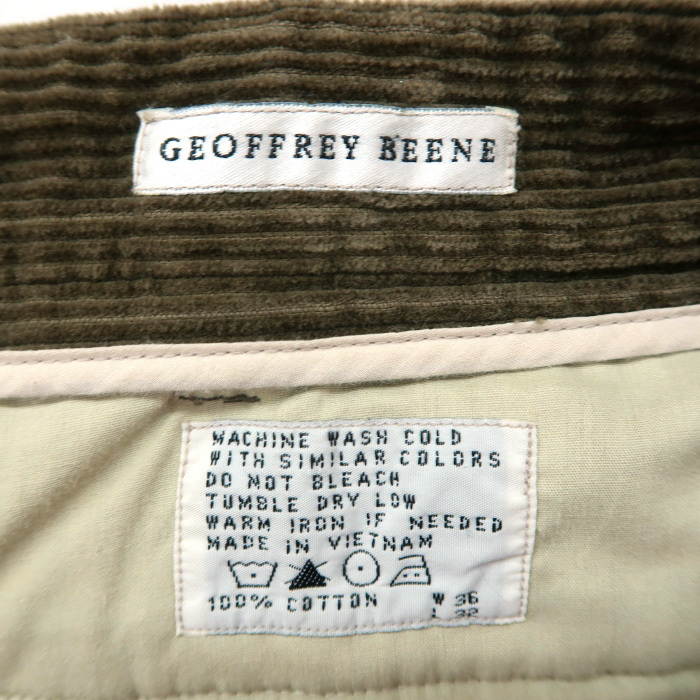 GEOFFREY BEENE
MACHINE WASH COLD
WITH SIMILAR COLORS
DO NOT BLEACH
TUMBLE DRY LOW
WARM IRON IF NEEDED
MADE IN VIETNAM
100% COTTON W 36
L 32